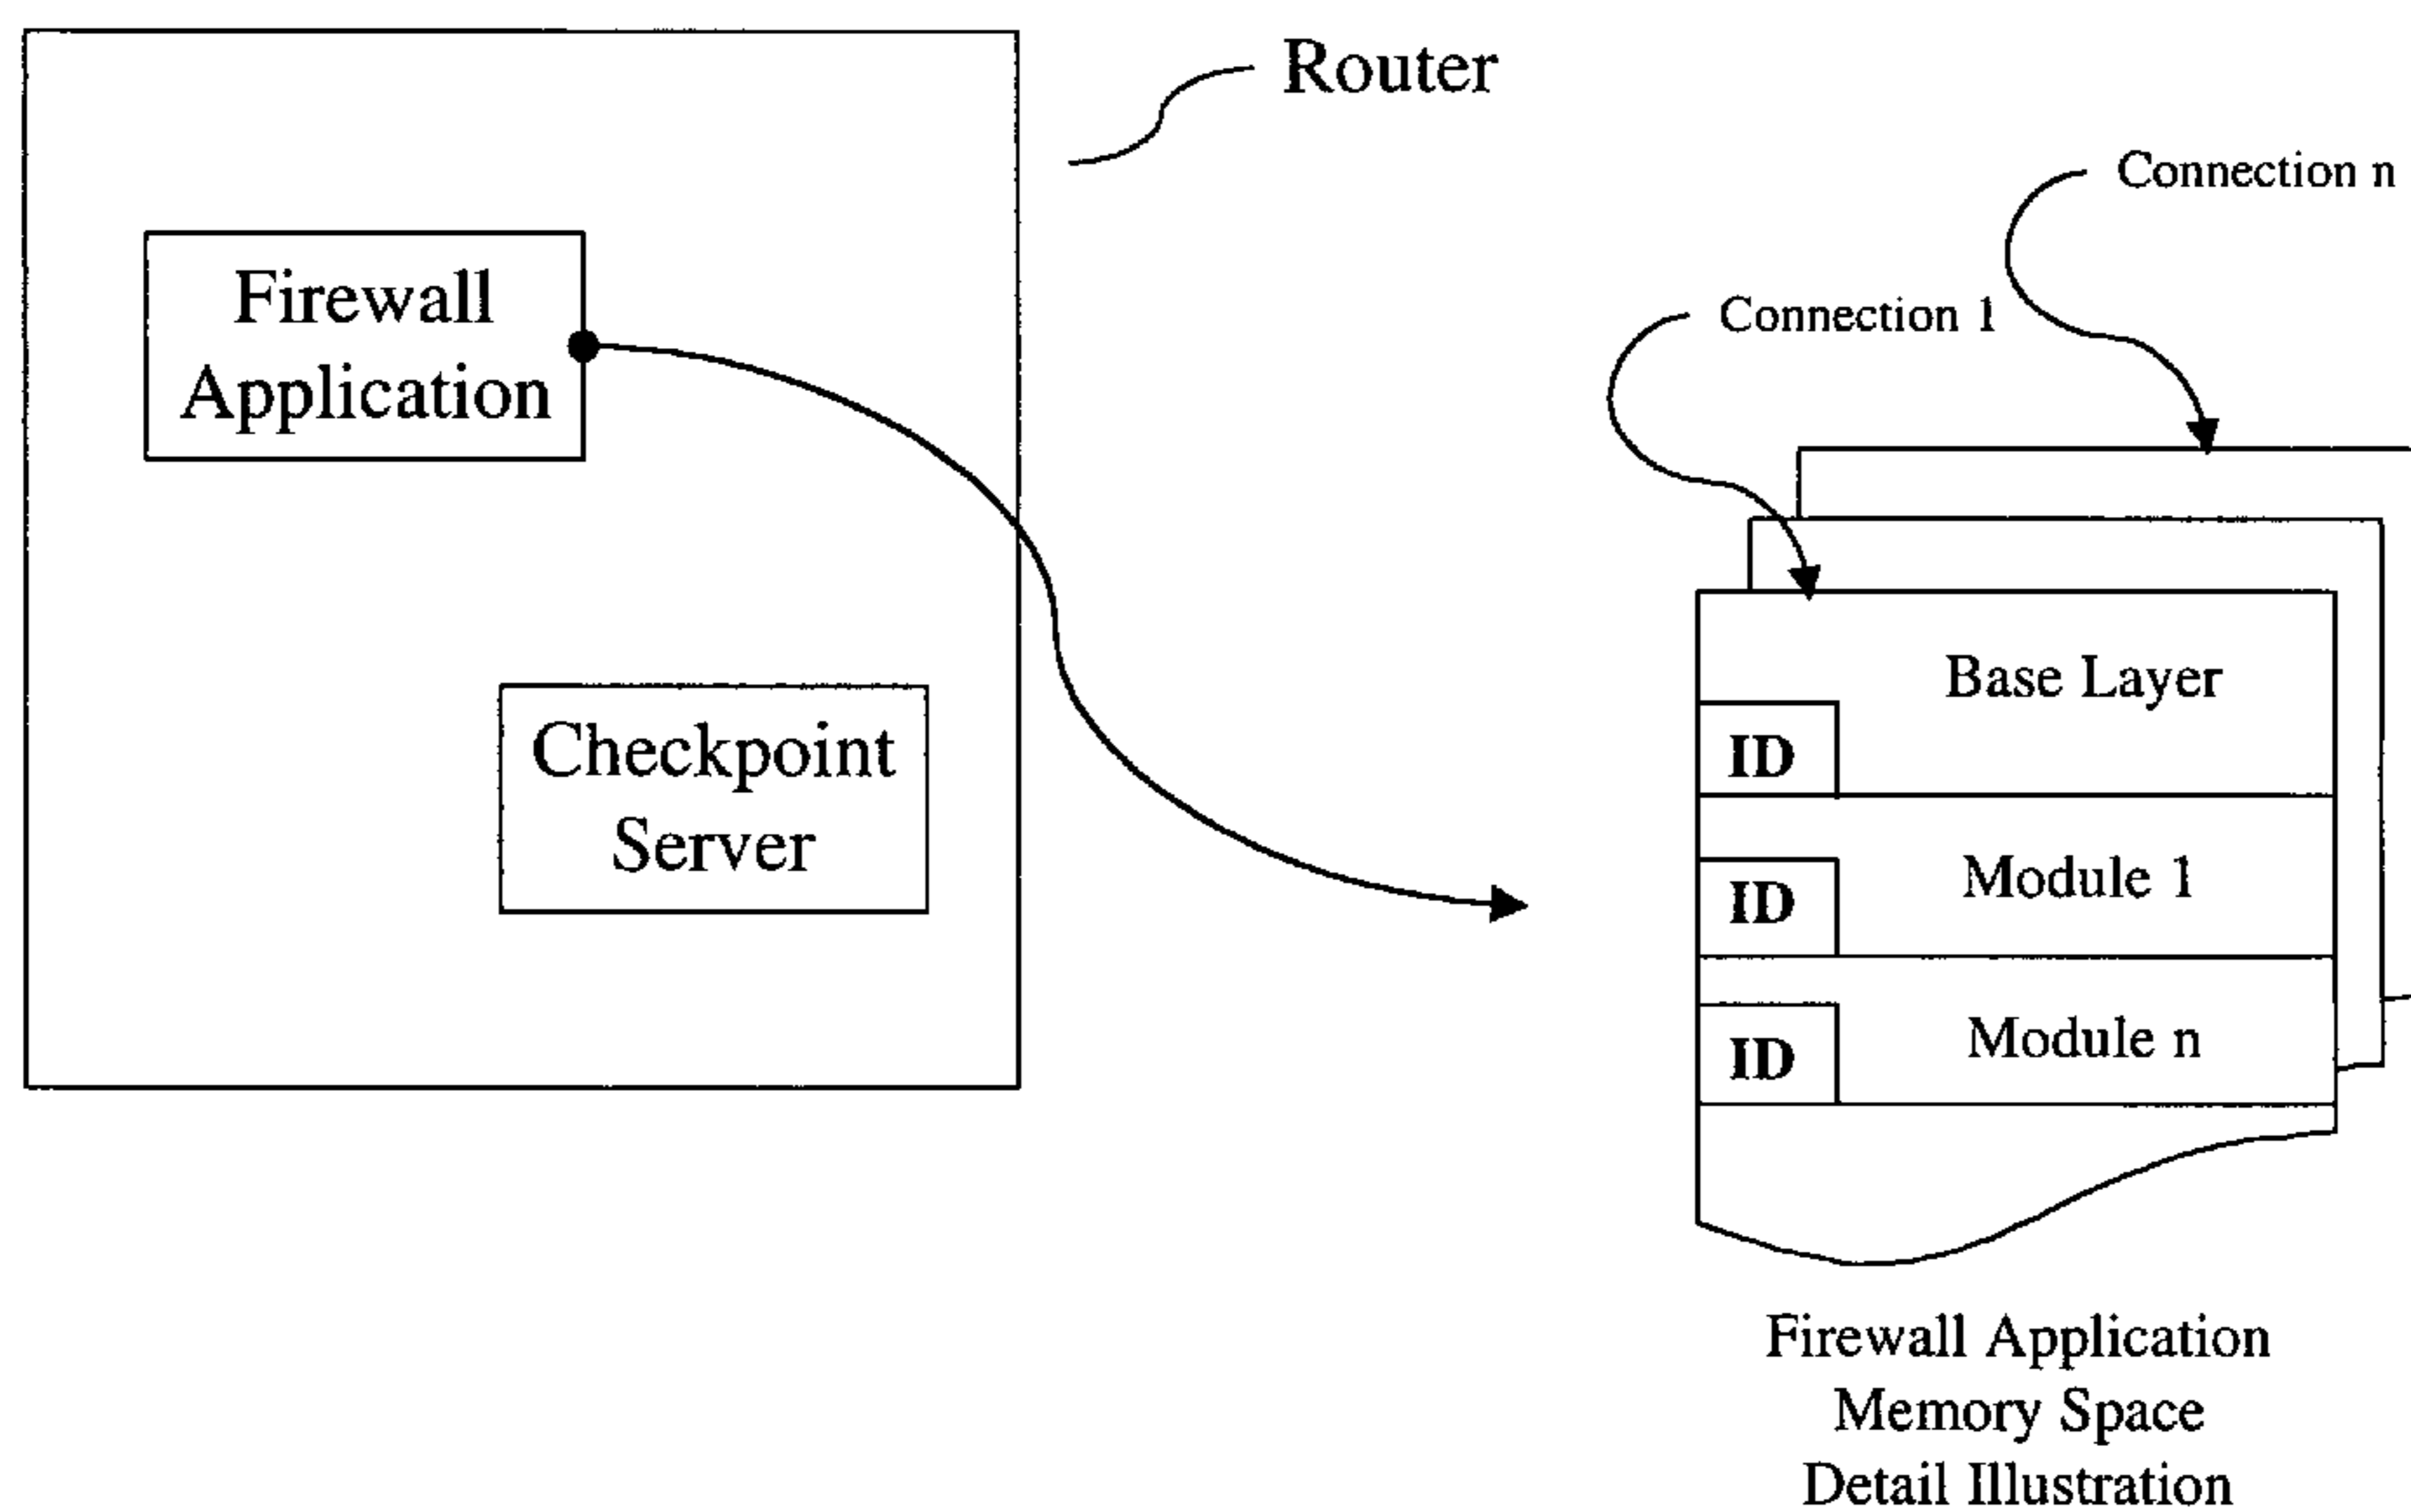 Router
Connection n
Connection 1
Firewall
Application
Checkpoint
Server
Base Layer
ID
Module 1
ID
Module n
ID
Firewall Application
Memory Space
Detail Illustration